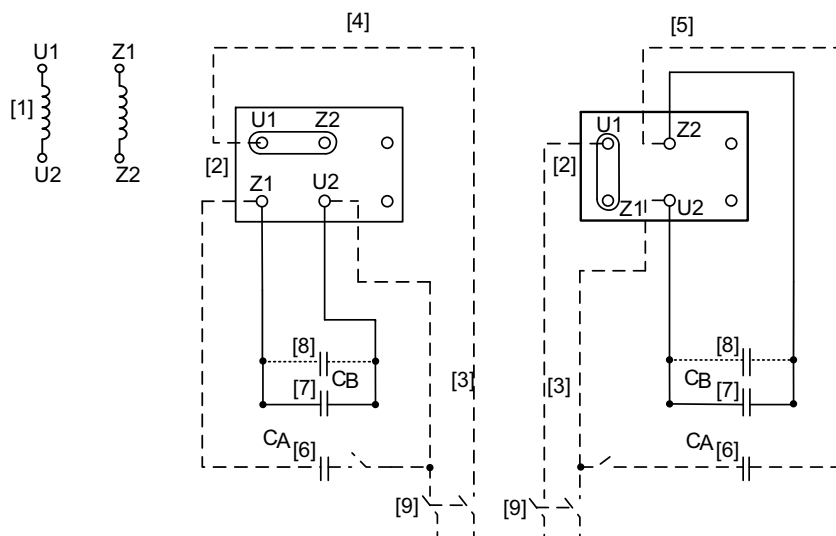 [4]
[5]
U1
Z1
[1]
U2
Z2
U1
Z2
[2]
Z1
U2
U1
Z2
[2]
Z1
U2
[8]
CB
[7]
[3]
CA
[6]
[9]
[8]
CB
[7]
[3]
CA
[6]
[9]